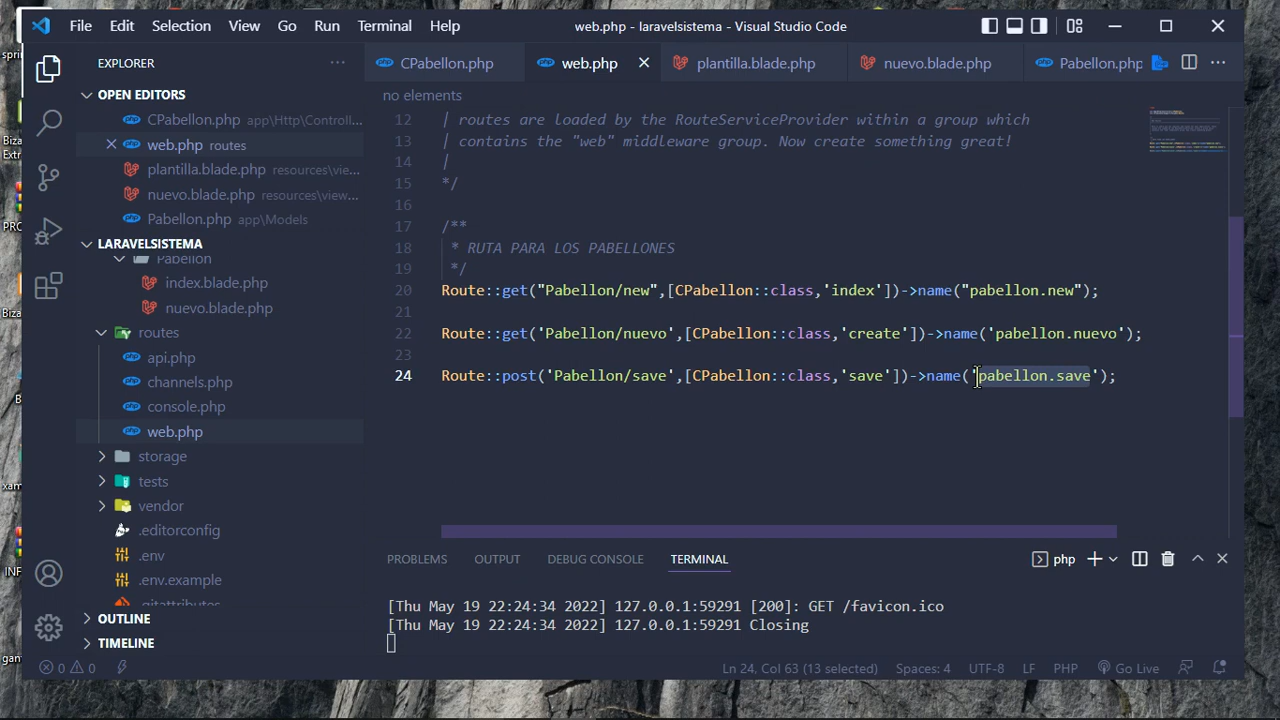 File Edit Selection View Go Run Terminal Help
web.php - laravelsistema - Visual Studio Code
EXPLORER
CPabellon.php
web.php
plantilla.blade.php
nuevo.blade.php
Pabellon.php
OPEN EDITORS
CPabellon.php app\Http\Controll...
web.php routes
plantilla.blade.php resources\vie...
nuevo.blade.php resources\view...
Pabellon.php app\Models
LARAVELSISTEMA
Pabellon
index.blade.php
nuevo.blade.php
routes
api.php
channels.php
console.php
web.php
storage
tests
vendor
.editorconfig
.env
.env.example
.gitattributes
OUTLINE
TIMELINE
no elements
12 | routes are loaded by the RouteServiceProvider within a group which
13 | contains the "web" middleware group. Now create something great!
14 |
15 */
16
17 /**
18 * RUTA PARA LOS PABELLONES
19 */
20 Route::get("Pabellon/new",[CPabellon::class,'index'])->name("pabellon.new");
21
22 Route::get('Pabellon/nuevo',[CPabellon::class,'create'])->name('pabellon.nuevo');
23
24 Route::post('Pabellon/save',[CPabellon::class,'save'])->name('pabellon.save');
PROBLEMS OUTPUT DEBUG CONSOLE TERMINAL
php
[Thu May 19 22:24:34 2022] 127.0.0.1:59291 [200]: GET /favicon.ico
[Thu May 19 22:24:34 2022] 127.0.0.1:59291 Closing
0 0
Ln 24, Col 63 (13 selected) Spaces: 4 UTF-8 LF PHP Go Live